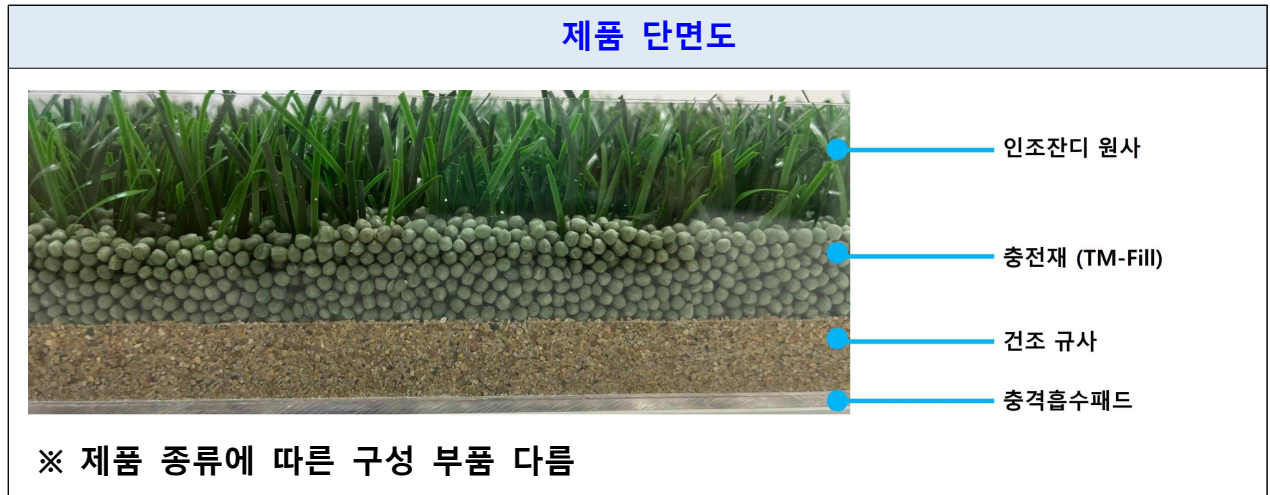 제품 단면도
인조잔디 원사
충전재 (TM-Fill)
건조 규사
충격흡수패드
※ 제품 종류에 따른 구성 부품 다름